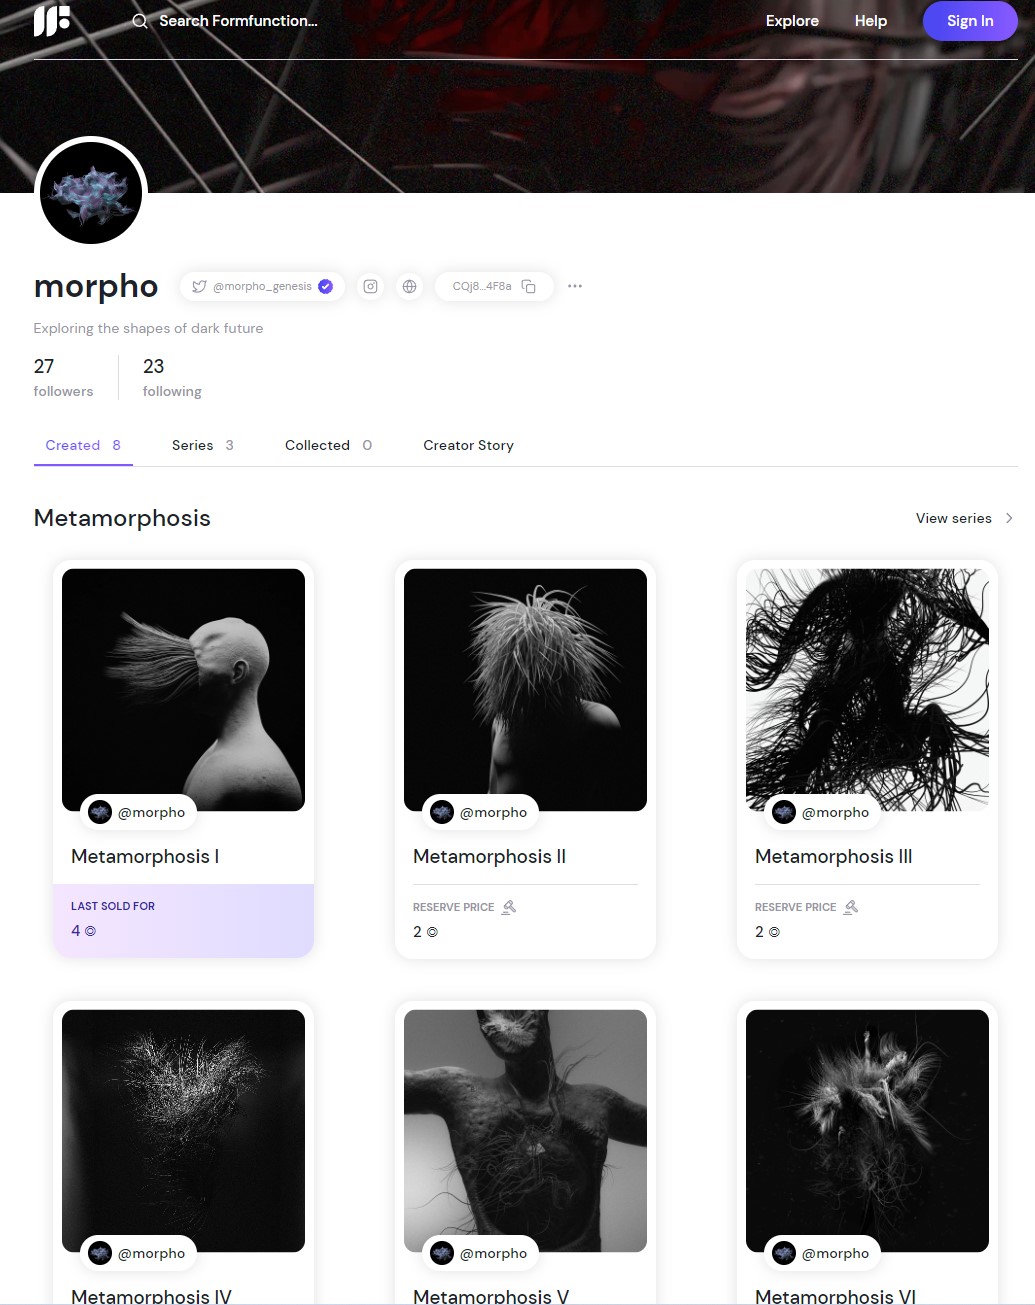 Search Formfunction...
Explore
Help
Sign In
morpho
@morpho_genesis
CQj8...4F8a
Exploring the shapes of dark future
27
followers
23
following
Created 8
Series 3
Collected 0
Creator Story
Metamorphosis
View series
@morpho
@morpho
@morpho
Metamorphosis I
Metamorphosis II
Metamorphosis III
LAST SOLD FOR
4
RESERVE PRICE
2
RESERVE PRICE
2
@morpho
@morpho
@morpho
Metamorphosis IV
Metamorphosis V
Metamorphosis VI